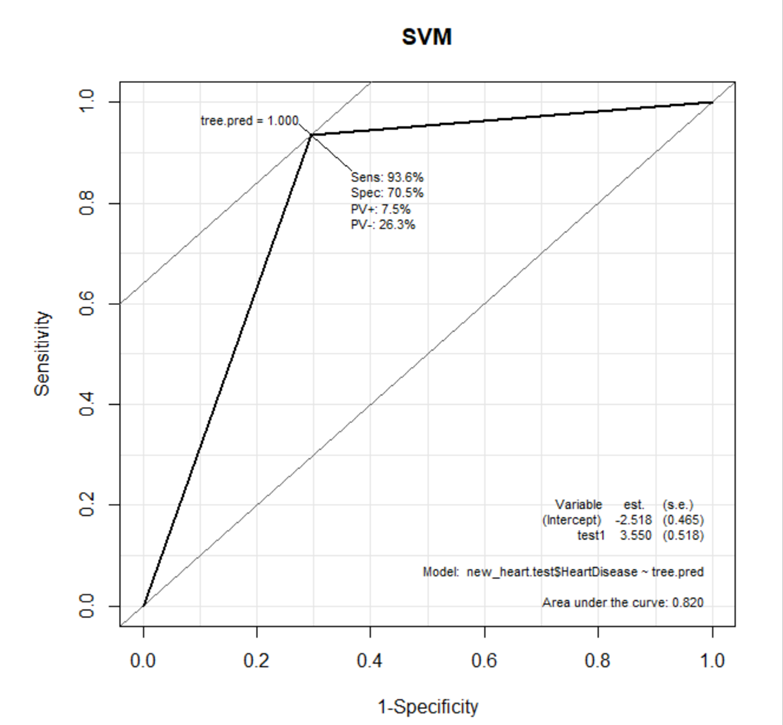 SVM
tree.pred = 1.000
Sens: 93.6%
Spec: 70.5%
PV+: 7.5%
PV-: 26.3%
Sensitivity
1.0
0.8
0.6
0.4
0.2
0.0
Variable est. (s.e.)
(Intercept) -2.518 (0.465)
test1 3.550 (0.518)
Model: new_heart.test$HeartDisease ~ tree.pred
Area under the curve: 0.820
0.0 0.2 0.4 0.6 0.8 1.0
1-Specificity